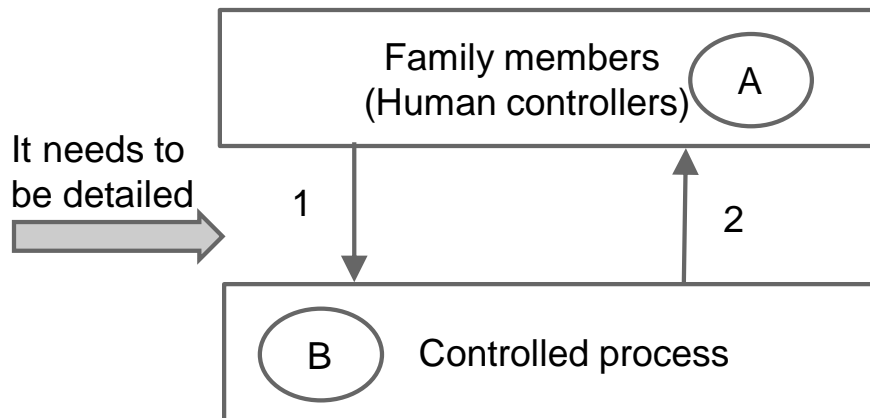 Family members
(Human controllers)
A
It needs to
be detailed
1
2
B
Controlled process